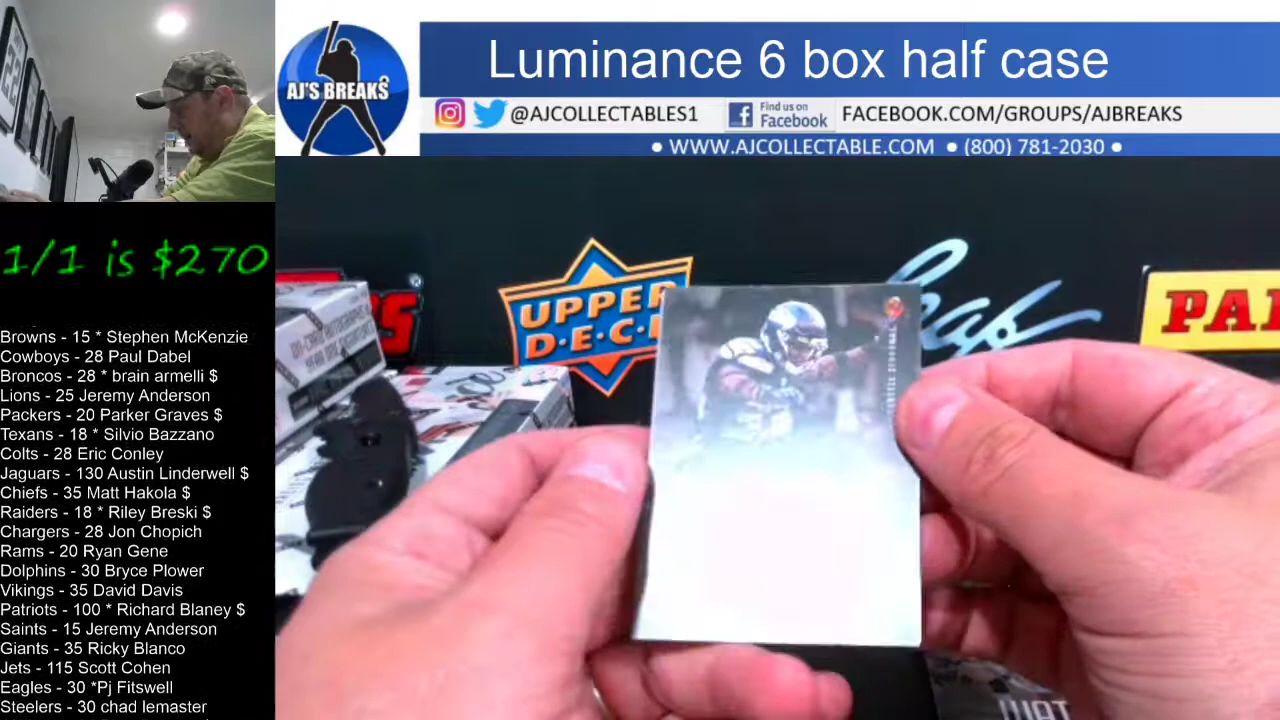 Luminance 6 box half case
AJ'S BREAKS
@AJCOLLECTABLES1
Find us on
Facebook
FACEBOOK.COM/GROUPS/AJBREAKS
• WWW.AJCOLLECTABLE.COM • (800) 781-2030 •
1/1 is $270
UPPER
D·E·C·
PA
Browns - 15 * Stephen McKenzie
Cowboys - 28 Paul Dabel
Broncos - 28 * brain armelli $
Lions - 25 Jeremy Anderson
Packers - 20 Parker Graves $
Texans - 18 * Silvio Bazzano
Colts - 28 Eric Conley
Jaguars - 130 Austin Linderwell $
Chiefs - 35 Matt Hakola $
Raiders - 18 * Riley Breski $
Chargers - 28 Jon Chopich
Rams - 20 Ryan Gene
Dolphins - 30 Bryce Plower
Vikings - 35 David Davis
Patriots - 100 * Richard Blaney $
Saints - 15 Jeremy Anderson
Giants - 35 Ricky Blanco
Jets - 115 Scott Cohen
Eagles - 30 *Pj Fitswell
Steelers - 30 chad lemaster